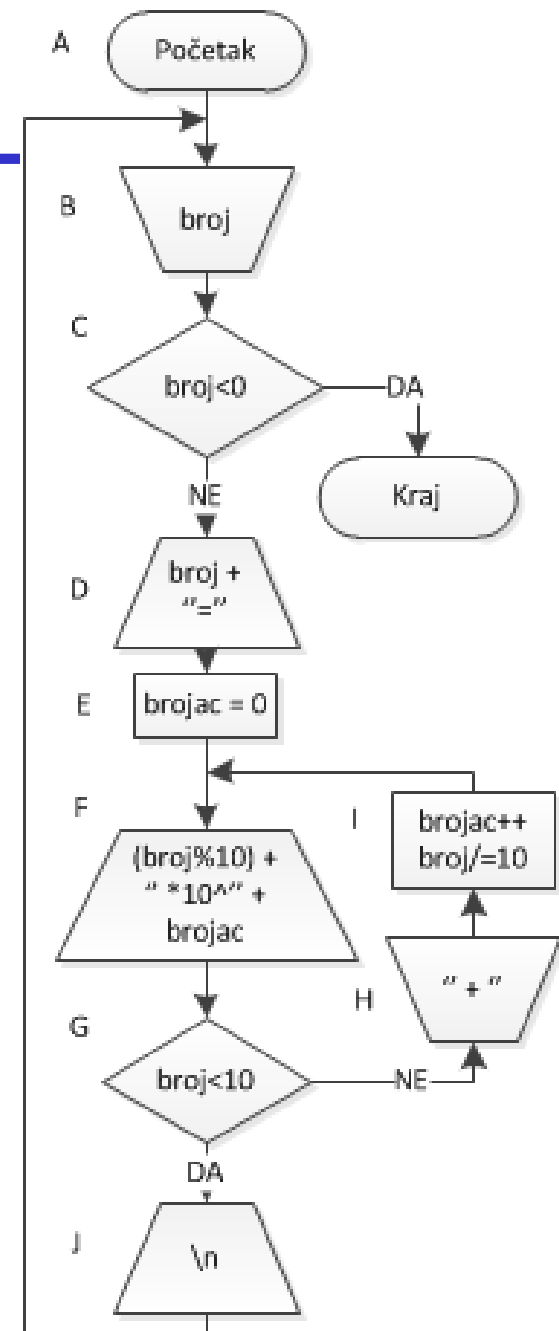 A
Početak
B
broj
C
broj<0
DA
Kraj
NE
D
broj +
"="
E
brojac = 0
F
(broj%10) +
" *10^" +
brojac
I
brojac++
broj/=10
H
" + "
G
broj<10
NE
DA
J
\n